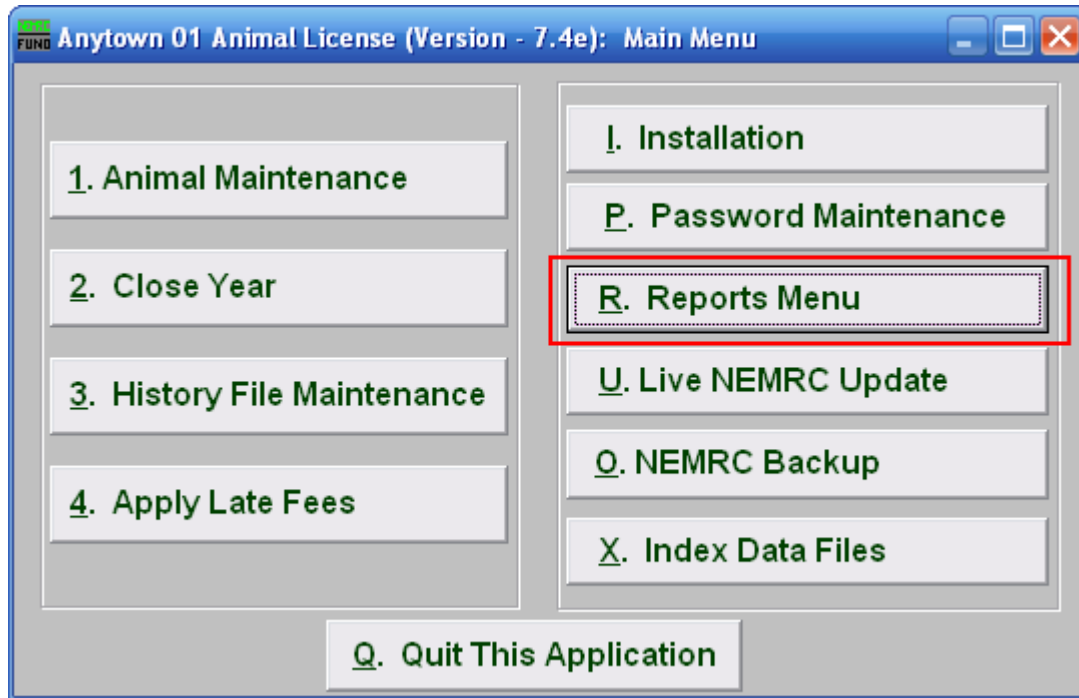 NEMRC
FUND
Anytown 01 Animal License (Version - 7.4e): Main Menu
1. Animal Maintenance
2. Close Year
3. History File Maintenance
4. Apply Late Fees
I. Installation
P. Password Maintenance
R. Reports Menu
U. Live NEMRC Update
O. NEMRC Backup
X. Index Data Files
Q. Quit This Application